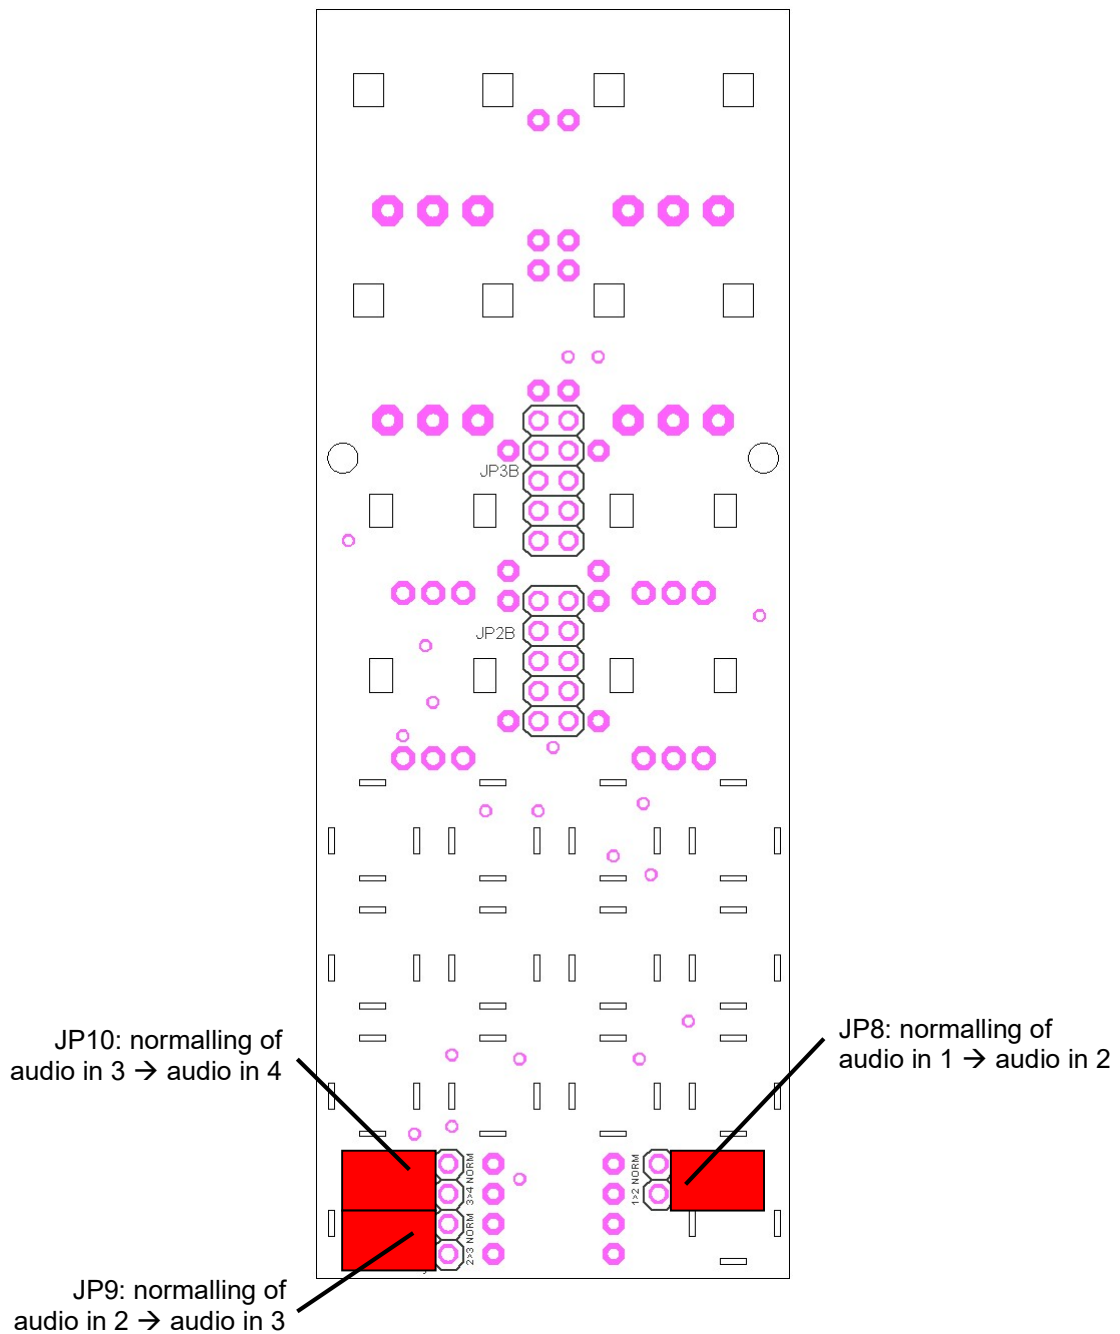 JP3B
JP2B
JP10: normalling of
audio in 3 → audio in 4
JP8: normalling of
audio in 1 → audio in 2
3>4 NORM
1>2 NORM
2>3 NORM
JP9: normalling of
audio in 2 → audio in 3